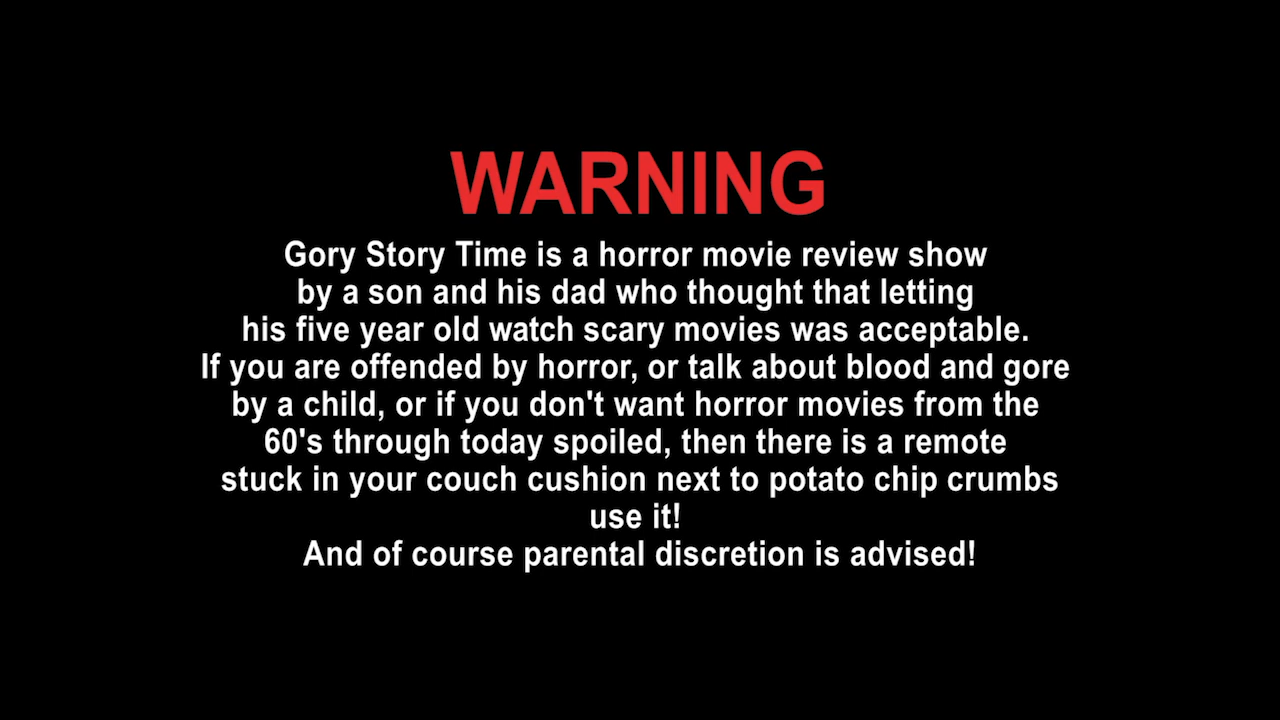 WARNING
Gory Story Time is a horror movie review show
by a son and his dad who thought that letting
his five year old watch scary movies was acceptable.
If you are offended by horror, or talk about blood and gore
by a child, or if you don't want horror movies from the
60's through today spoiled, then there is a remote
stuck in your couch cushion next to potato chip crumbs
use it!
And of course parental discretion is advised!